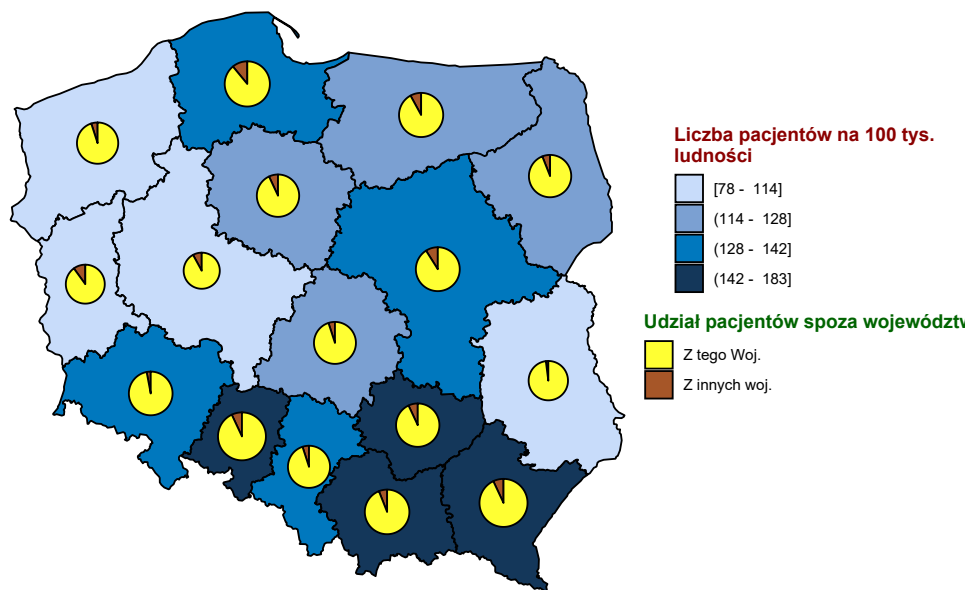 Liczba pacjentów na 100 tys.
ludności
[78 - 114]
(114 - 128]
(128 - 142]
(142 - 183]
Udział pacjentów spoza województw
Z tego Woj.
Z innych woj.